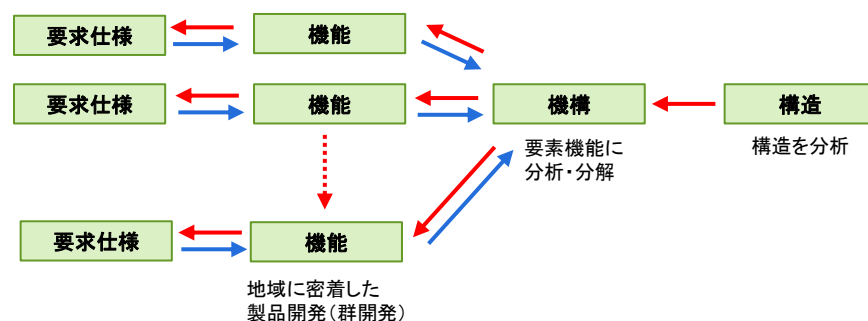 要求仕様
機能
要求仕様
機能
機構
構造
要素機能に
分析・分解
構造を分析
要求仕様
機能
地域に密着した
製品開発(群開発)